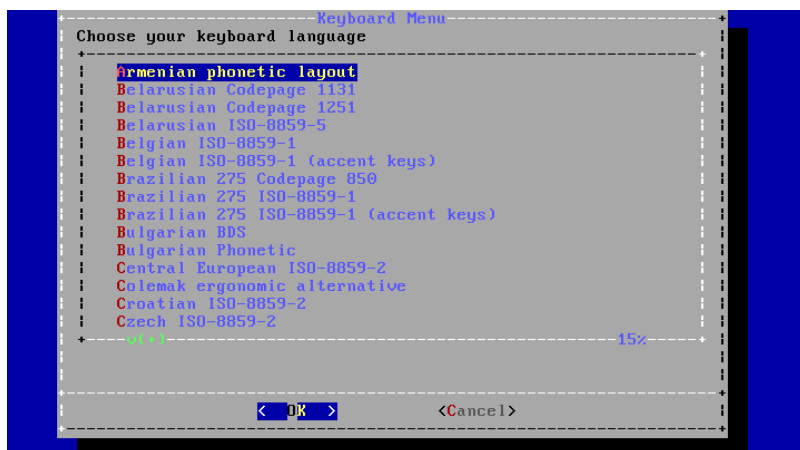 Keyboard Menu
Choose your keyboard language
Armenian phonetic layout
Belarusian Codepage 1131
Belarusian Codepage 1251
Belarusian ISO-8859-5
Belgian ISO-8859-1
Belgian ISO-8859-1 (accent keys)
Brazilian 275 Codepage 850
Brazilian 275 ISO-8859-1
Brazilian 275 ISO-8859-1 (accent keys)
Bulgarian BDS
Bulgarian Phonetic
Central European ISO-8859-2
Colemak ergonomic alternative
Croatian ISO-8859-2
Czech ISO-8859-2
v(+) 15%
< OK > <Cancel>